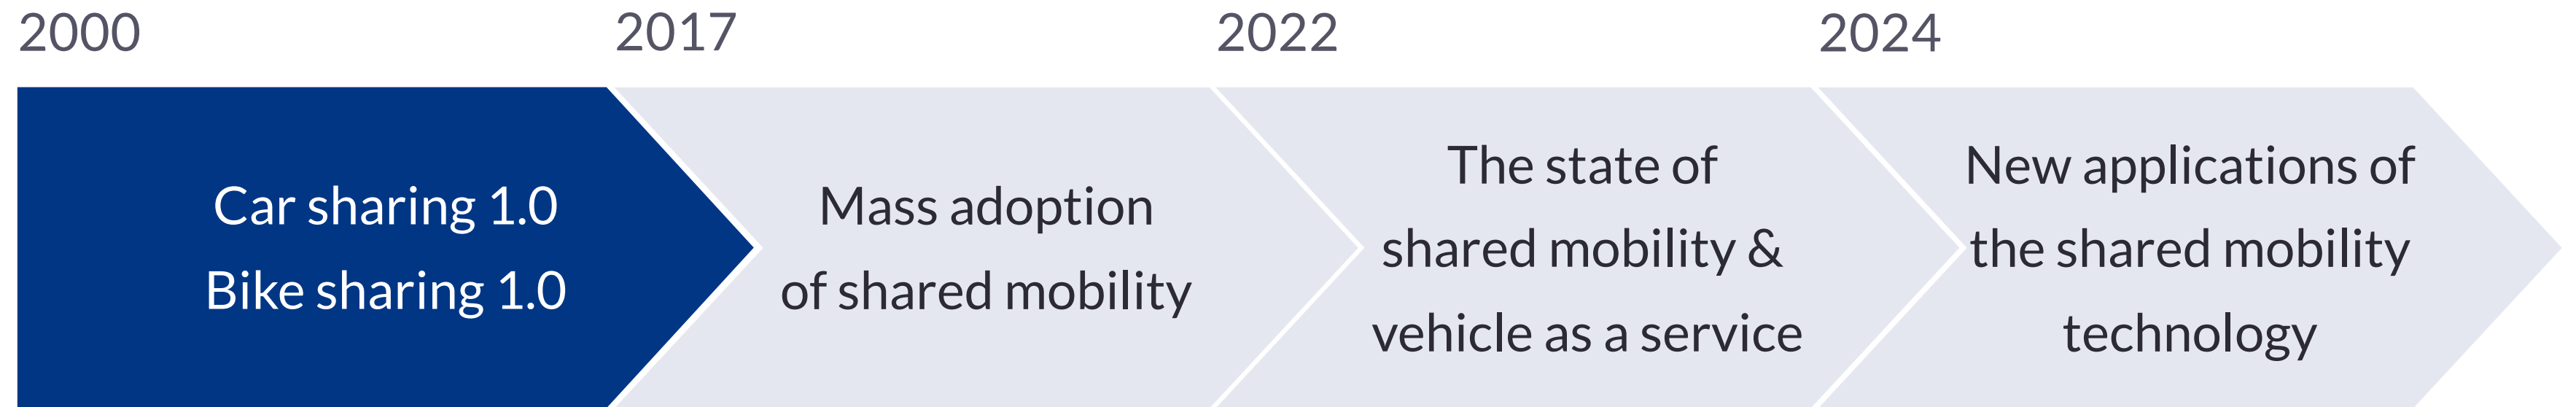 2000
2017
2022
2024
Car sharing 1.0
Bike sharing 1.0
Mass adoption
of shared mobility
The state of
shared mobility &
vehicle as a service
New applications of
the shared mobility
technology